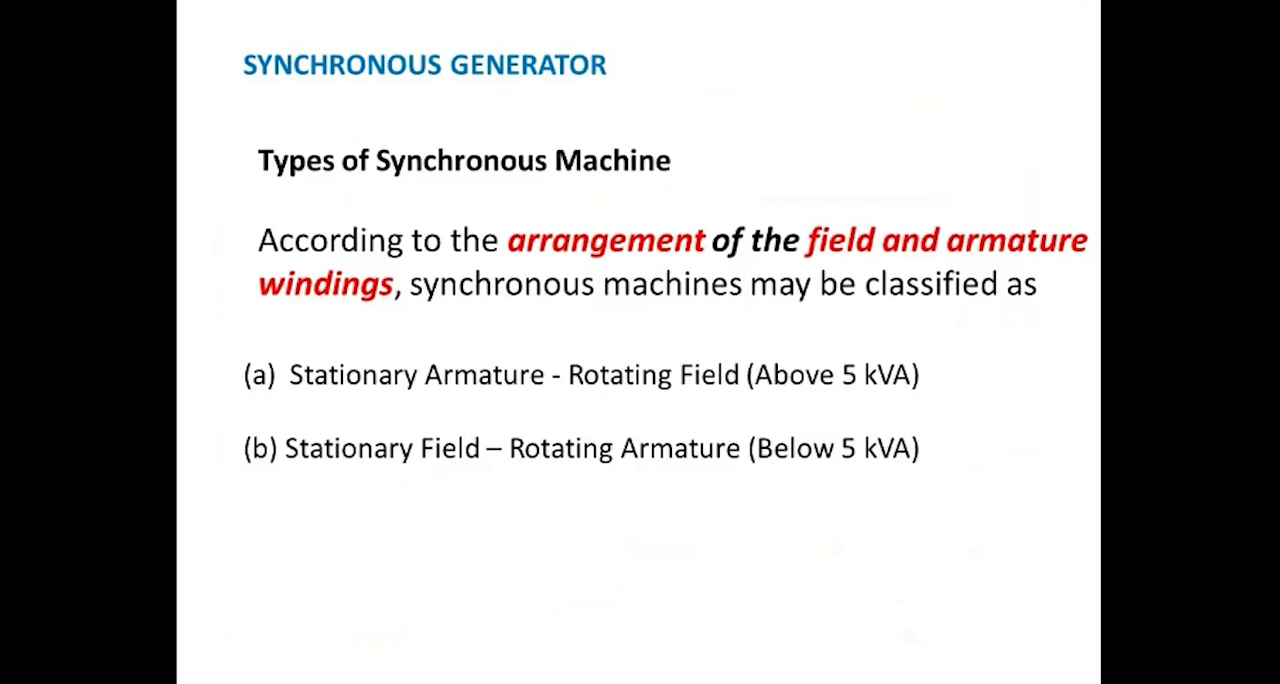 SYNCHRONOUS GENERATOR
Types of Synchronous Machine
According to the arrangement of the field and armature
windings, synchronous machines may be classified as
(a) Stationary Armature - Rotating Field (Above 5 kVA)
(b) Stationary Field – Rotating Armature (Below 5 kVA)